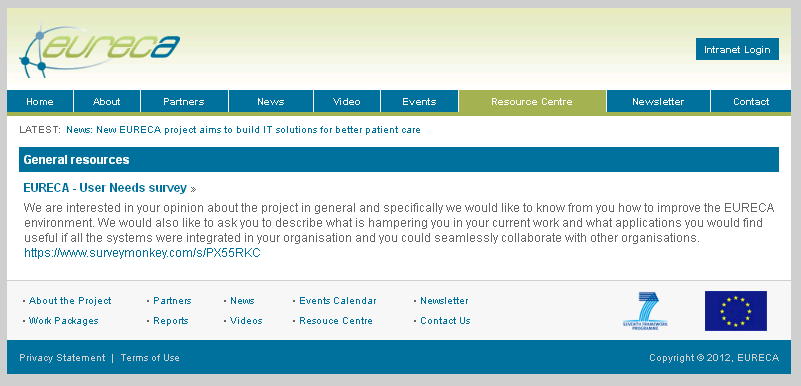 eureca
Intranet Login
Home About Partners News Video Events Resource Centre Newsletter Contact
LATEST: News: New EURECA project aims to build IT solutions for better patient care
General resources
EURECA - User Needs survey »
We are interested in your opinion about the project in general and specifically we would like to know from you how to improve the EURECA
environment. We would also like to ask you to describe what is hampering you in your current work and what applications you would find
useful if all the systems were integrated in your organisation and you could seamlessly collaborate with other organisations.
https://www.surveymonkey.com/s/PX55RKC
• About the Project • Partners • News • Events Calendar • Newsletter
• Work Packages • Reports • Videos • Resouce Centre • Contact Us
SEVENTH FRAMEWORK
PROGRAMME
Privacy Statement | Terms of Use Copyright © 2012, EURECA